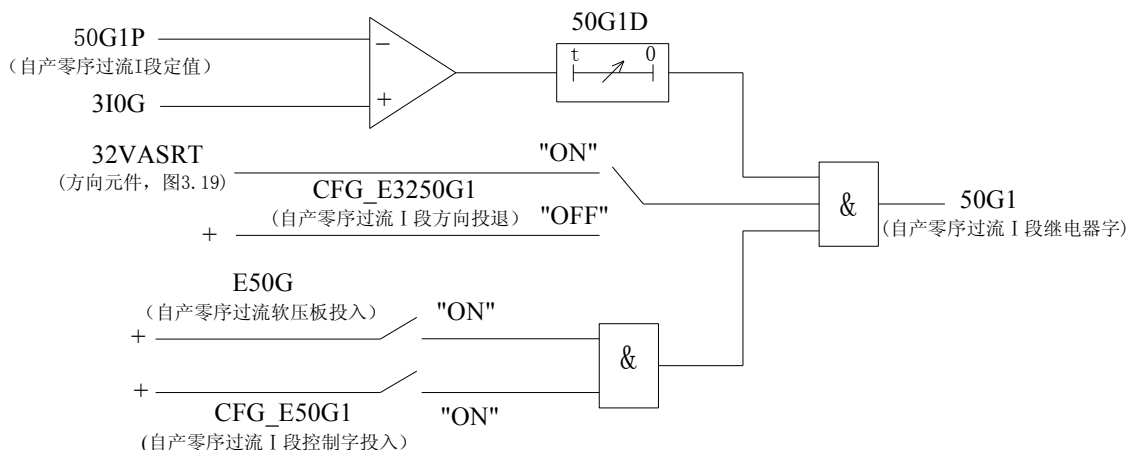 50G1P
（自产零序过流I段定值）
−
50G1D
t 0
3I0G
+
32VASRT
(方向元件，图3.19)
"ON"
CFG_E3250G1
（自产零序过流Ⅰ段方向投退）
"OFF"
+
&
50G1
(自产零序过流Ⅰ段继电器字)
E50G
（自产零序过流软压板投入）
"ON"
+
&
+
CFG_E50G1
"ON"
(自产零序过流Ⅰ段控制字投入）